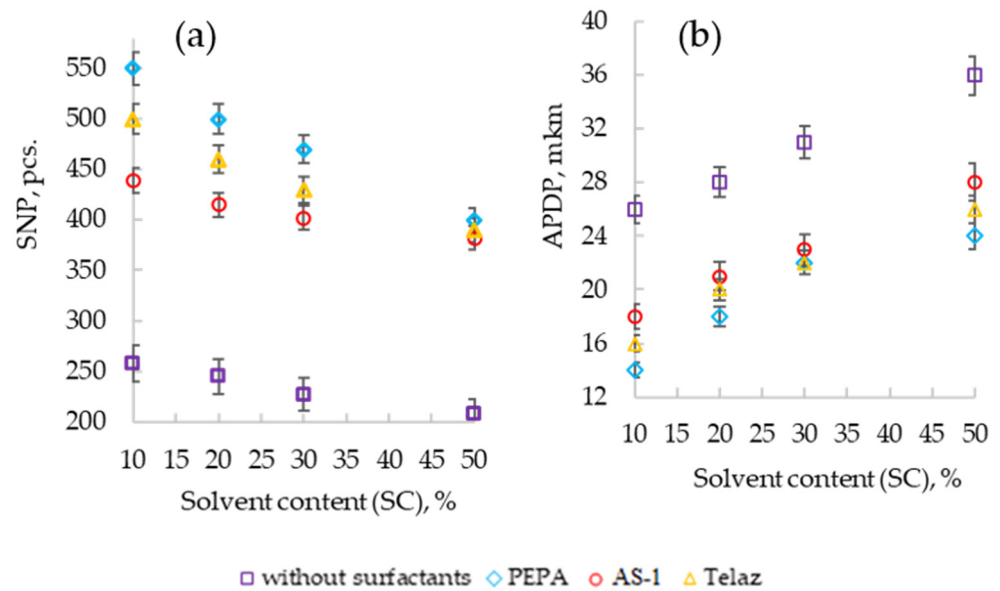 (a)
SNP, pcs.
550
500
450
400
350
300
250
200
10 15 20 25 30 35 40 45 50
Solvent content (SC), %
(b)
APDP, mkm
40
36
32
28
24
20
16
12
10 15 20 25 30 35 40 45 50
Solvent content (SC), %
without surfactants PEPA AS-1 Telaz